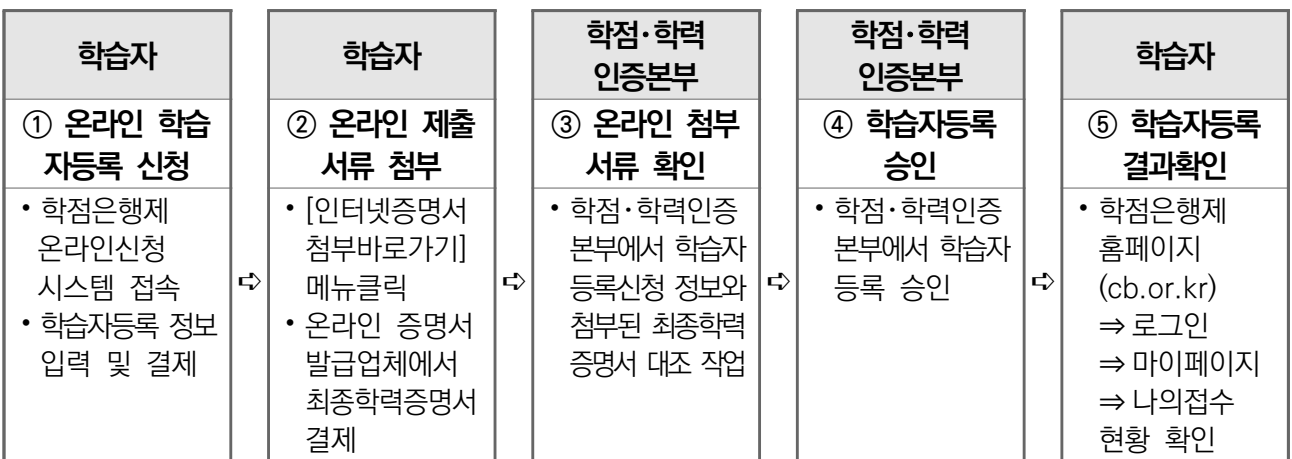 학습자
① 온라인 학습
자등록 신청
• 학점은행제
온라인신청
시스템 접속
• 학습자등록 정보
입력 및 결제
➪
학습자
② 온라인 제출
서류 첨부
• [인터넷증명서
첨부바로가기]
메뉴클릭
• 온라인 증명서
발급업체에서
최종학력증명서
결제
➪
학점·학력
인증본부
③ 온라인 첨부
서류 확인
• 학점·학력인증
본부에서 학습자
등록신청 정보와
첨부된 최종학력
증명서 대조 작업
➪
학점·학력
인증본부
④ 학습자등록
승인
• 학점·학력인증
본부에서 학습자
등록 승인
➪
학습자
⑤ 학습자등록
결과확인
• 학점은행제
홈페이지
(cb.or.kr)
⇒ 로그인
⇒ 마이페이지
⇒ 나의접수
현황 확인